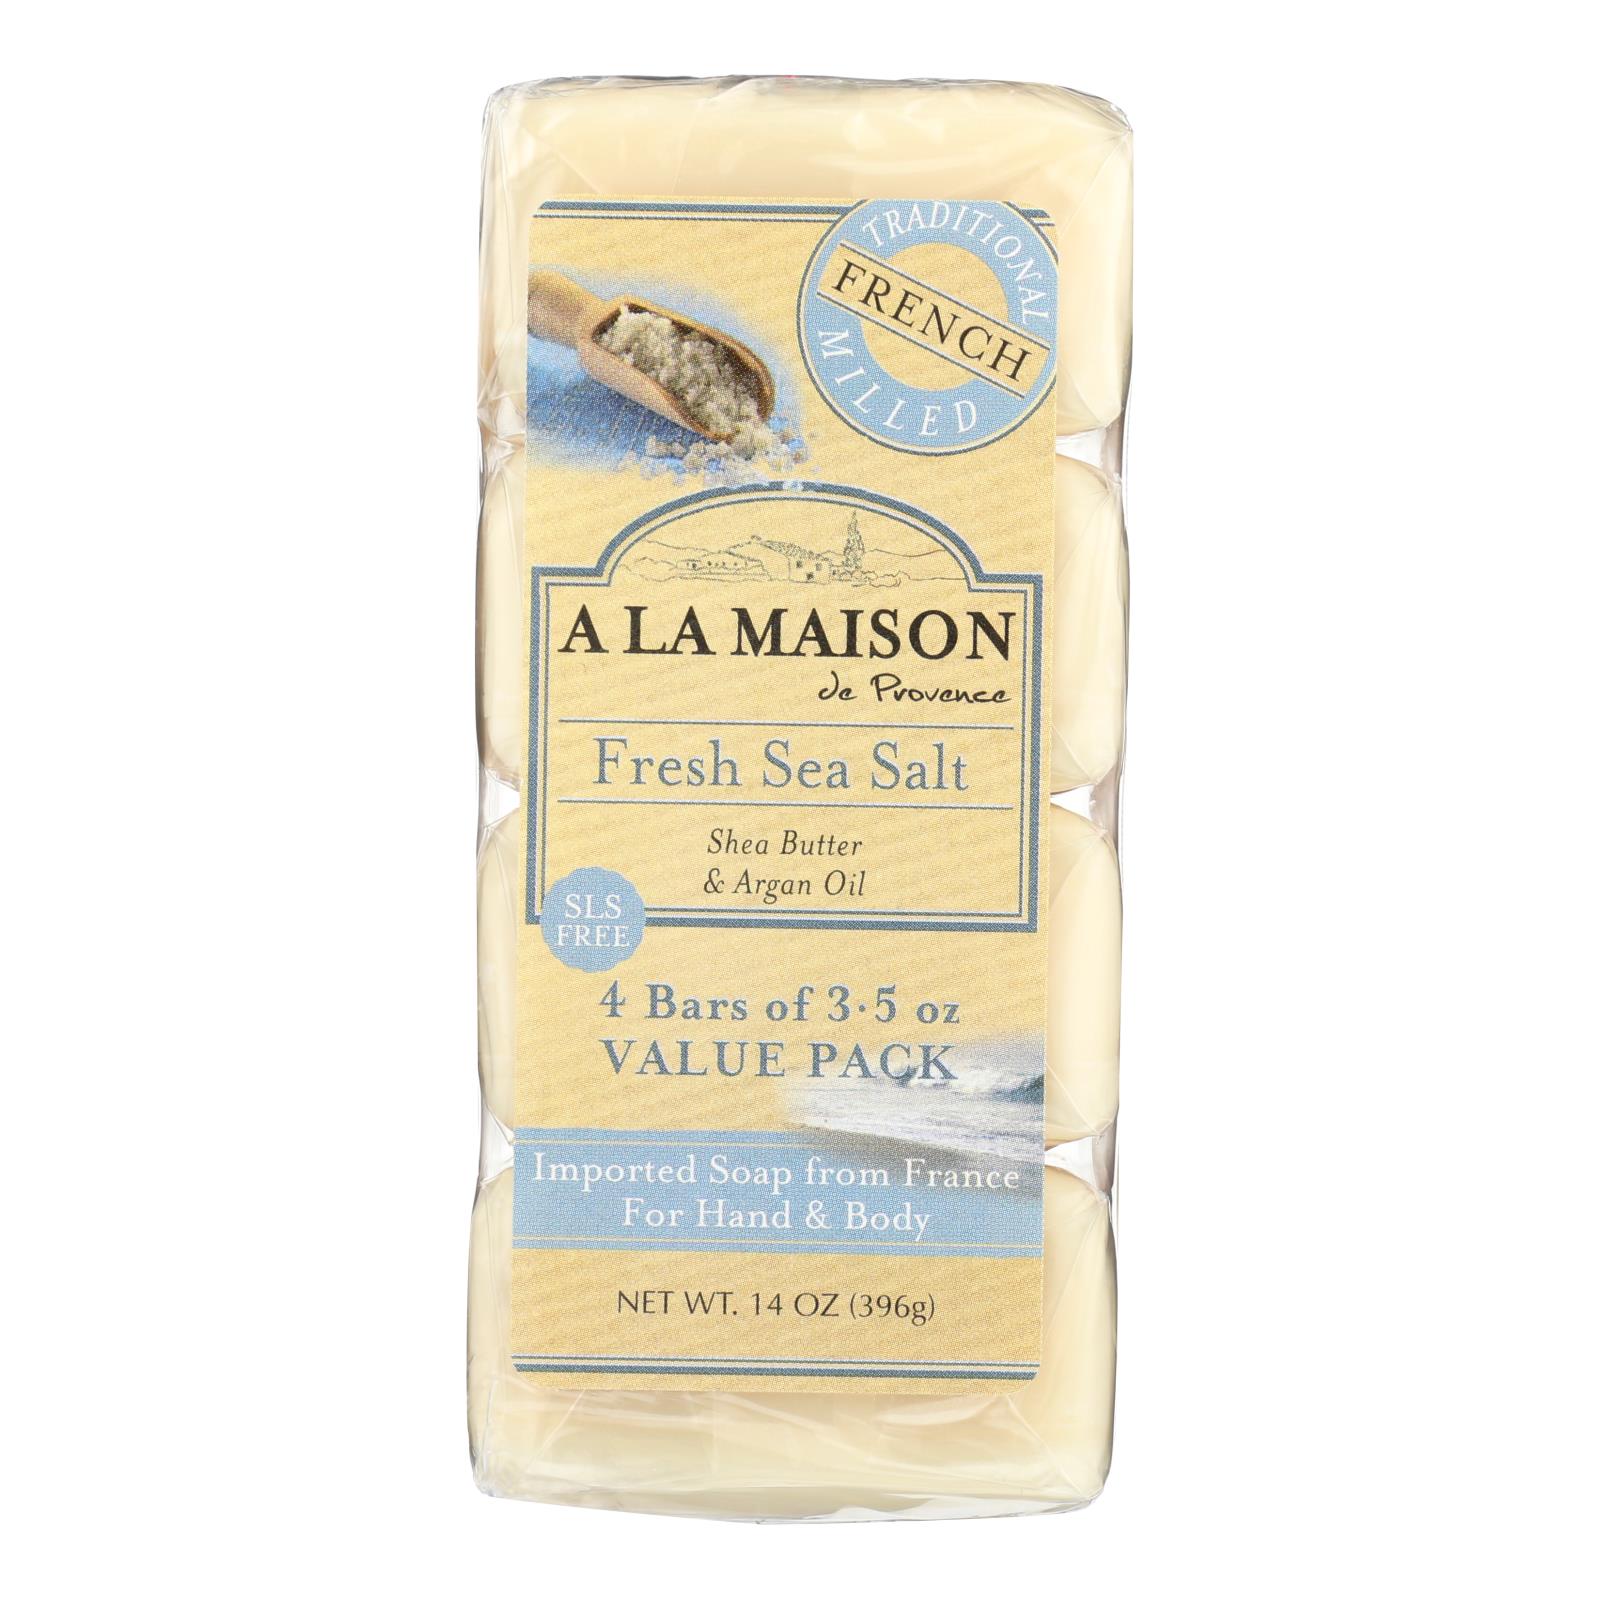 TRADITIONAL
FRENCH
MILLED
A LA MAISON
de Provence
Fresh Sea Salt
Shea Butter
& Argan Oil
SLS
FREE
4 Bars of 3.5 oz
VALUE PACK
Imported Soap from France
For Hand & Body
NET WT. 14 OZ (396g)